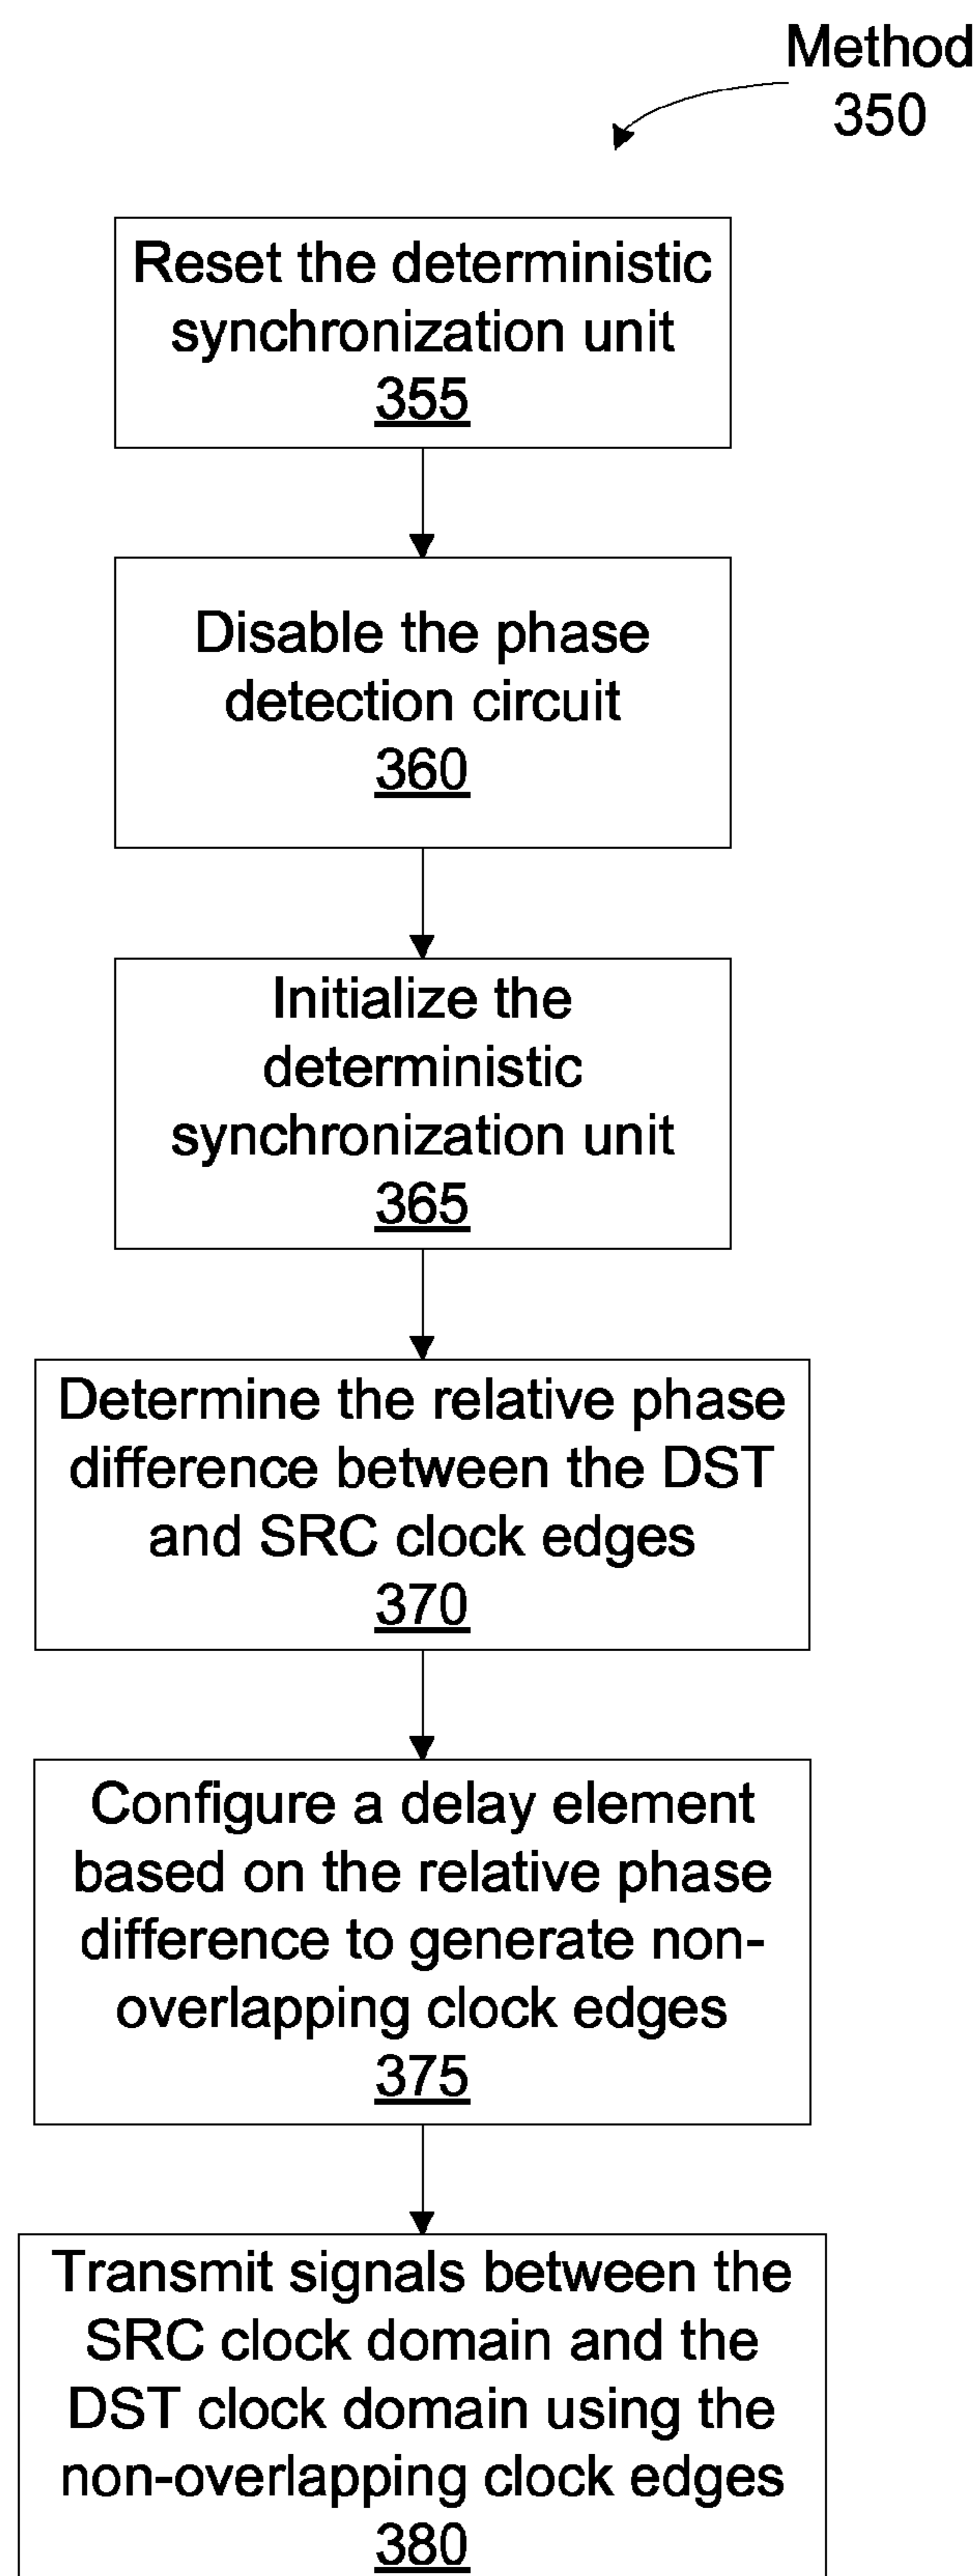 Method
350
Reset the deterministic
synchronization unit
355
Disable the phase
detection circuit
360
Initialize the
deterministic
synchronization unit
365
Determine the relative phase
difference between the DST
and SRC clock edges
370
Configure a delay element
based on the relative phase
difference to generate non-
overlapping clock edges
375
Transmit signals between the
SRC clock domain and the
DST clock domain using the
non-overlapping clock edges
380